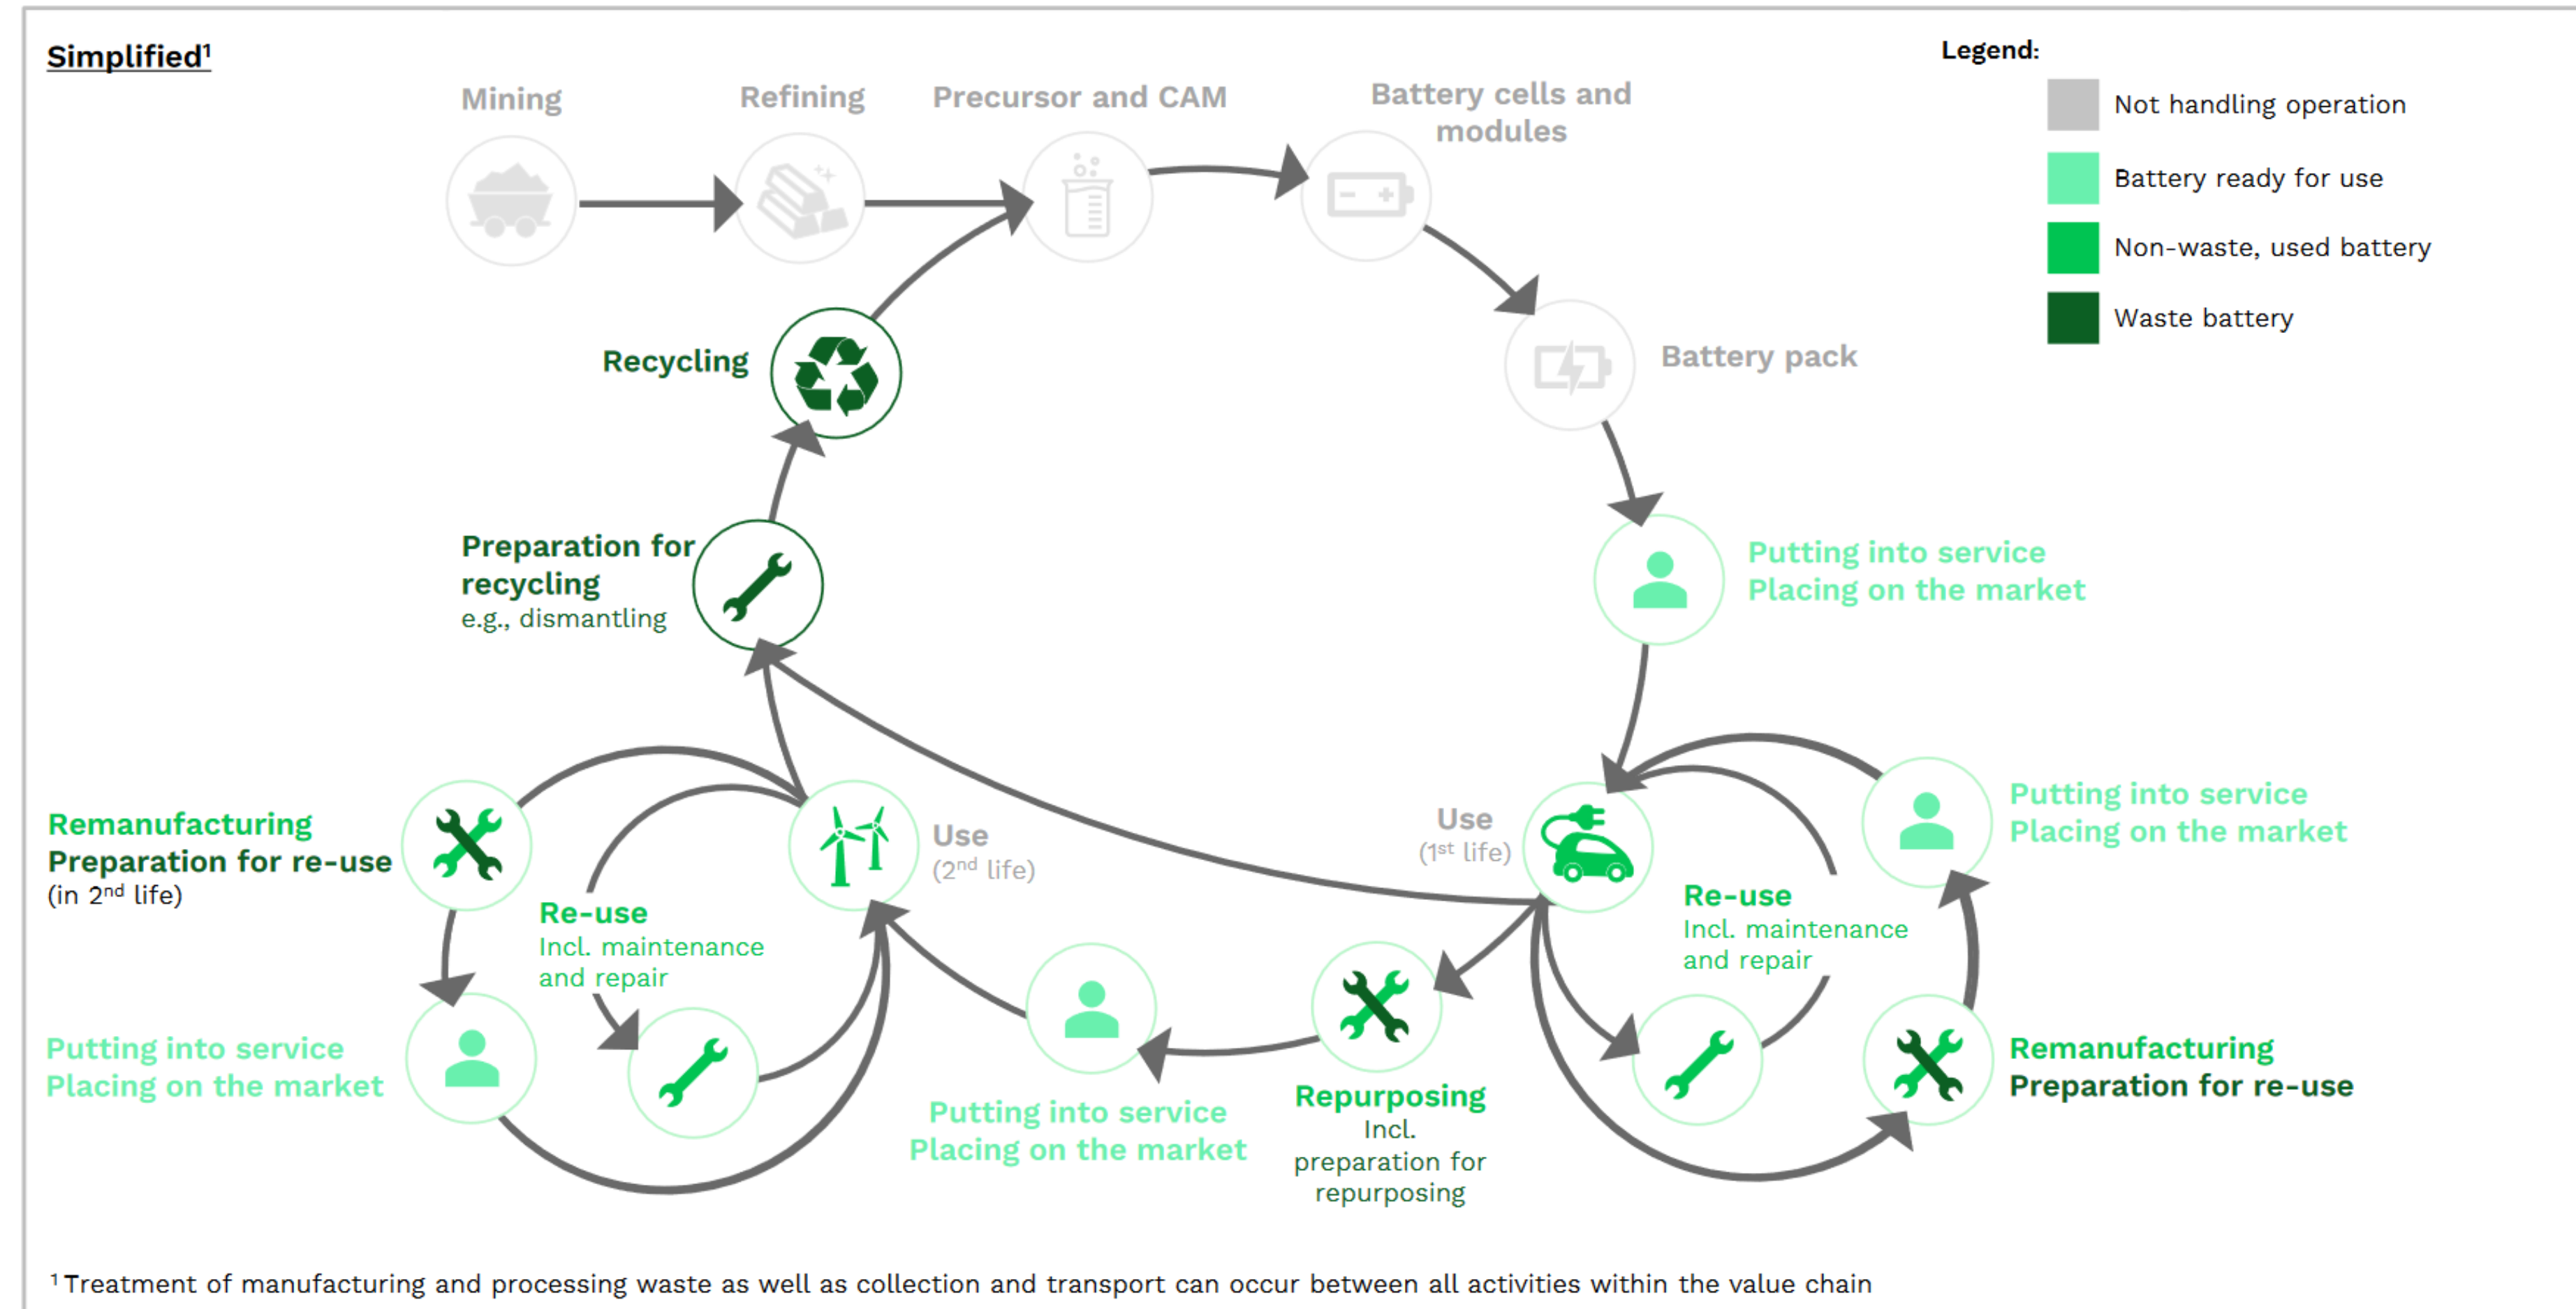 Simplified¹
Legend:
Not handling operation
Battery ready for use
Non-waste, used battery
Waste battery
Mining
Refining
Precursor and CAM
Battery cells and
modules
Battery pack
Putting into service
Placing on the market
Recycling
Preparation for
recycling
e.g., dismantling
Remanufacturing
Preparation for re-use
(in 2nd life)
Use
(2nd life)
Re-use
Incl. maintenance
and repair
Putting into service
Placing on the market
Putting into service
Placing on the market
Repurposing
Incl.
preparation for
repurposing
Use
(1st life)
Re-use
Incl. maintenance
and repair
Putting into service
Placing on the market
Remanufacturing
Preparation for re-use
¹ Treatment of manufacturing and processing waste as well as collection and transport can occur between all activities within the value chain